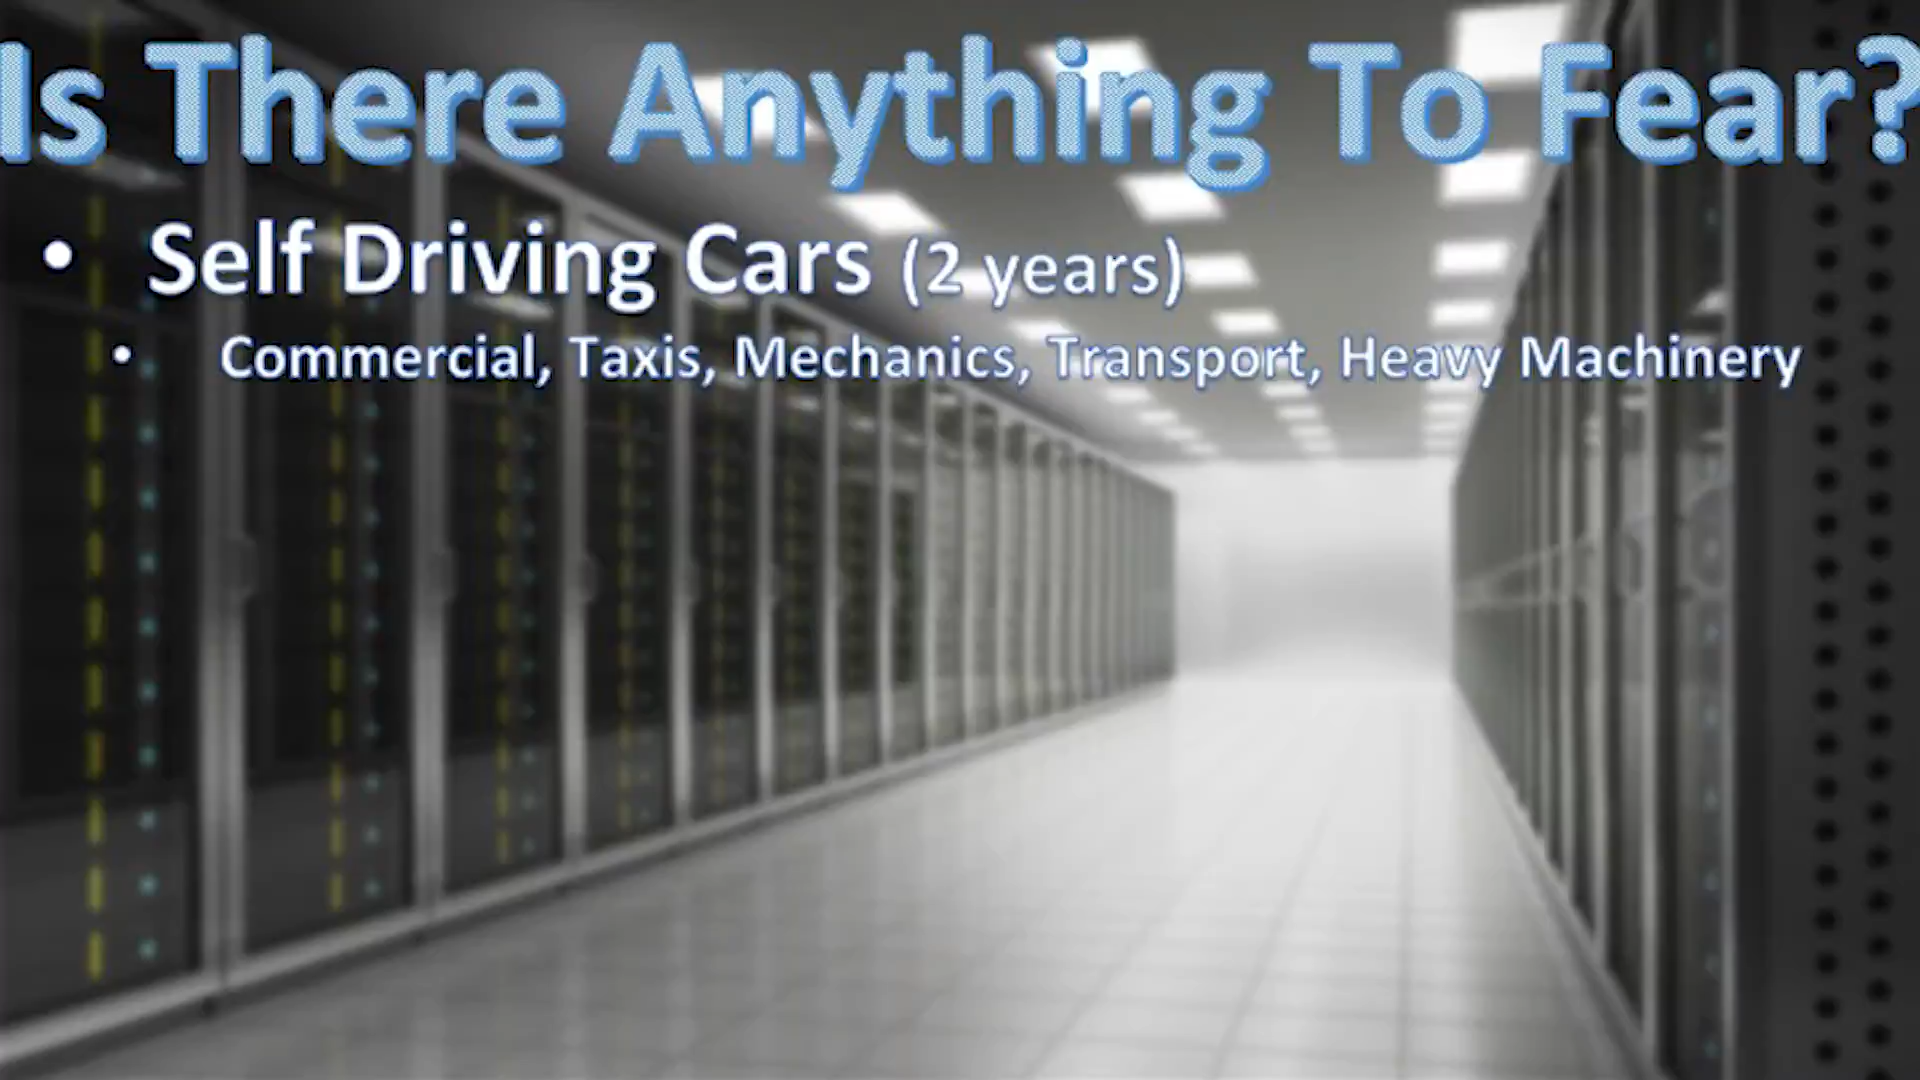 Is There Anything To Fear?
• Self Driving Cars (2 years)
• Commercial, Taxis, Mechanics, Transport, Heavy Machinery